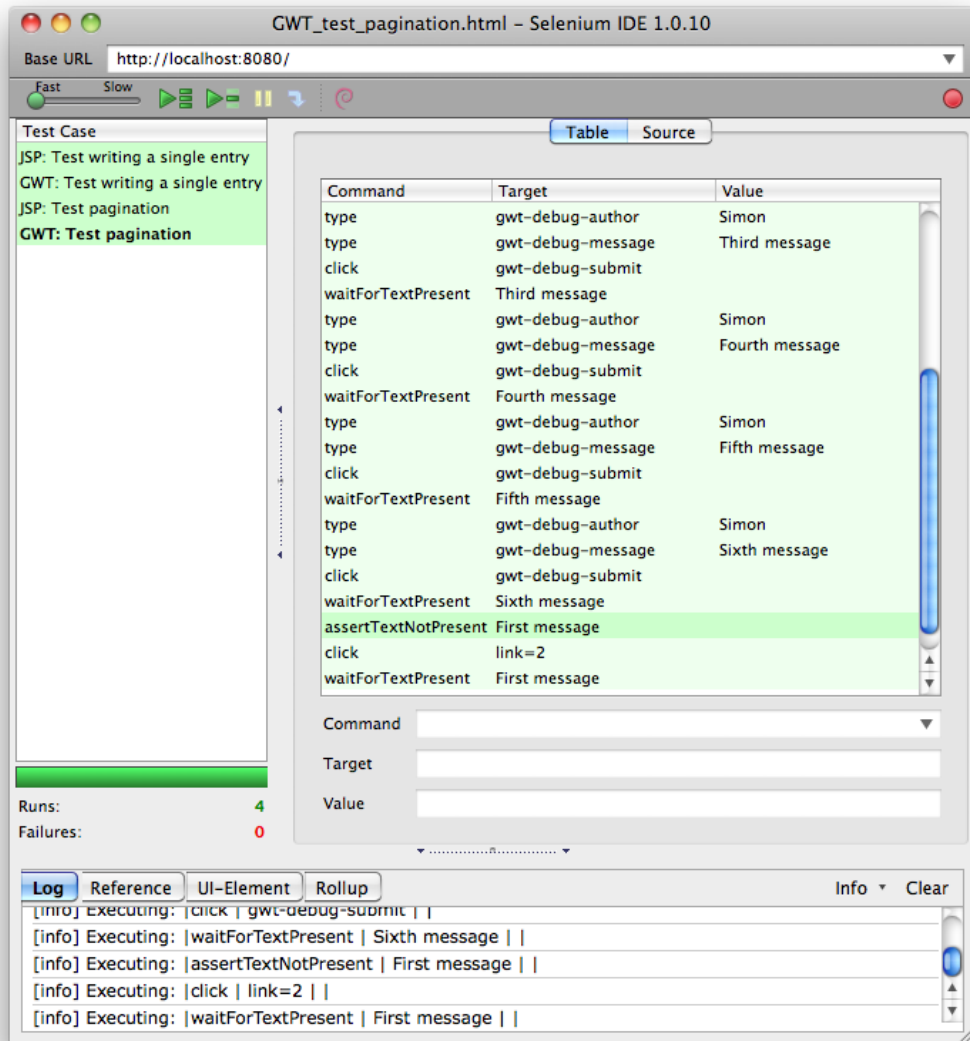 GWT_test_pagination.html – Selenium IDE 1.0.10
Base URL http://localhost:8080/
Fast Slow
Test Case
JSP: Test writing a single entry
GWT: Test writing a single entry
JSP: Test pagination
GWT: Test pagination
Runs: 4
Failures: 0
Table Source
Command Target Value
type gwt-debug-author Simon
type gwt-debug-message Third message
click gwt-debug-submit
waitForTextPresent Third message
type gwt-debug-author Simon
type gwt-debug-message Fourth message
click gwt-debug-submit
waitForTextPresent Fourth message
type gwt-debug-author Simon
type gwt-debug-message Fifth message
click gwt-debug-submit
waitForTextPresent Fifth message
type gwt-debug-author Simon
type gwt-debug-message Sixth message
click gwt-debug-submit
waitForTextPresent Sixth message
assertTextNotPresent First message
click link=2
waitForTextPresent First message
Command
Target
Value
Log Reference UI-Element Rollup Info Clear
[info] Executing: |click | gwt-debug-submit | |
[info] Executing: |waitForTextPresent | Sixth message | |
[info] Executing: |assertTextNotPresent | First message | |
[info] Executing: |click | link=2 | |
[info] Executing: |waitForTextPresent | First message | |